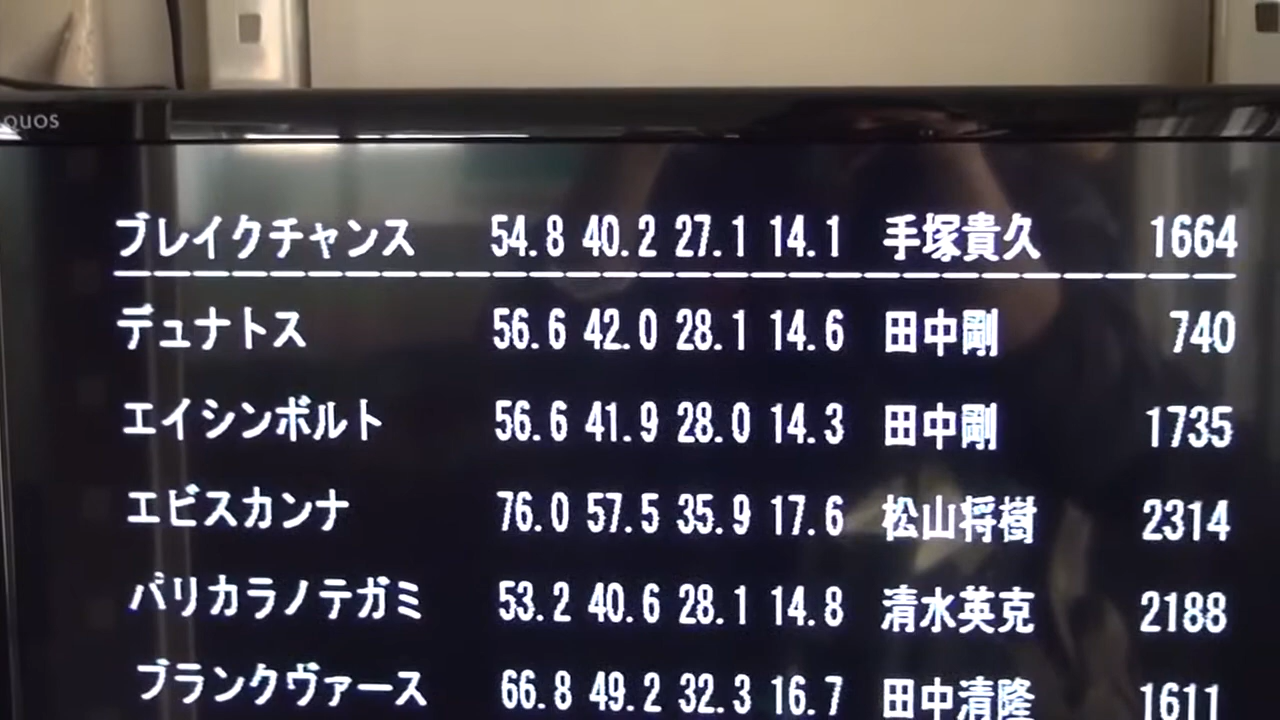 QUOS
ブレイクチャンス 54.8 40.2 27.1 14.1 手塚貴久 1664
デュナトス 56.6 42.0 28.1 14.6 田中剛 740
エイシンボルト 56.6 41.9 28.0 14.3 田中剛 1735
エビスカンナ 76.0 57.5 35.9 17.6 松山将樹 2314
パリカラノテガミ 53.2 40.6 28.1 14.8 清水英克 2188
ブランクヴァース 66.8 49.2 32.3 16.7 田中清隆 1611